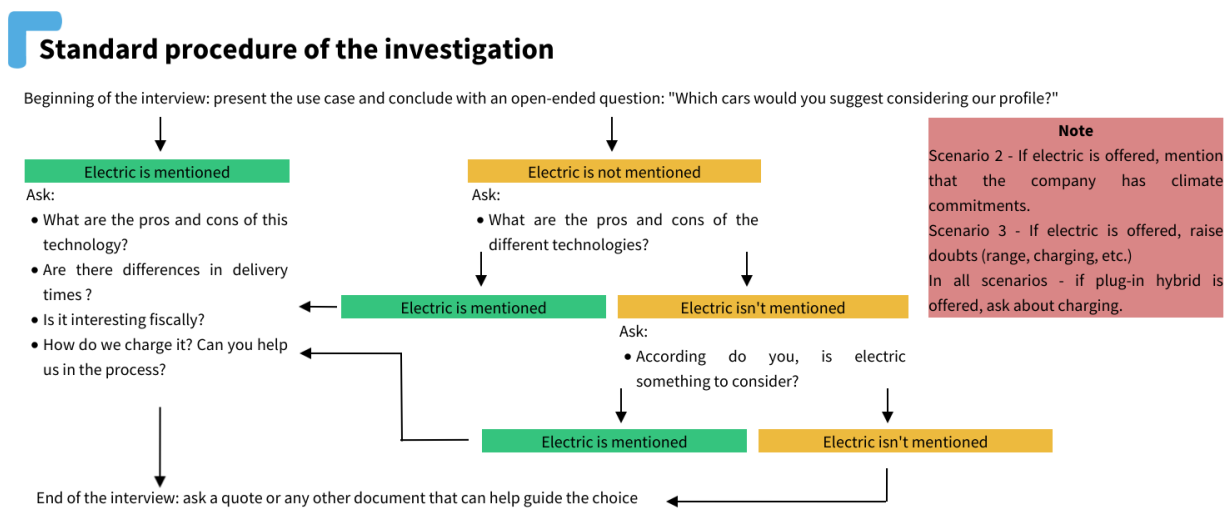 Standard procedure of the investigation
Beginning of the interview: present the use case and conclude with an open-ended question: "Which cars would you suggest considering our profile?"
Electric is mentioned
Ask:
• What are the pros and cons of this
technology?
• Are there differences in delivery
times ?
• Is it interesting fiscally?
• How do we charge it? Can you help
us in the process?
Electric is not mentioned
Ask:
• What are the pros and cons of the
different technologies?
Electric is mentioned
Electric isn't mentioned
Ask:
• According do you, is electric
something to consider?
Electric is mentioned
Electric isn't mentioned
End of the interview: ask a quote or any other document that can help guide the choice
Note
Scenario 2 - If electric is offered, mention
that the company has climate
commitments.
Scenario 3 - If electric is offered, raise
doubts (range, charging, etc.)
In all scenarios - if plug-in hybrid is
offered, ask about charging.